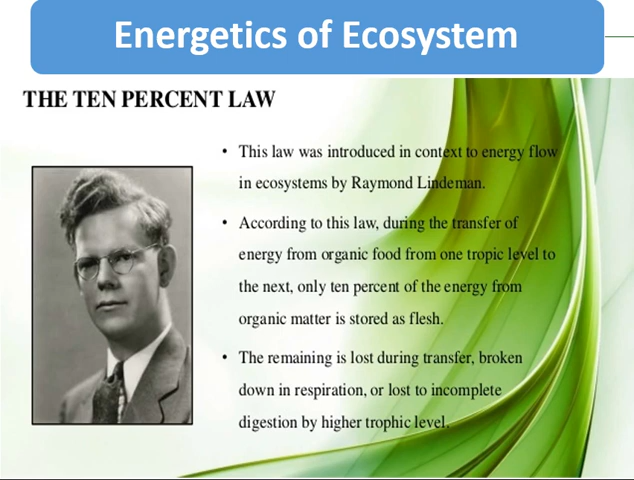 Energetics of Ecosystem
THE TEN PERCENT LAW
• This law was introduced in context to energy flow
in ecosystems by Raymond Lindeman.
• According to this law, during the transfer of
energy from organic food from one tropic level to
the next, only ten percent of the energy from
organic matter is stored as flesh.
• The remaining is lost during transfer, broken
down in respiration, or lost to incomplete
digestion by higher trophic level.